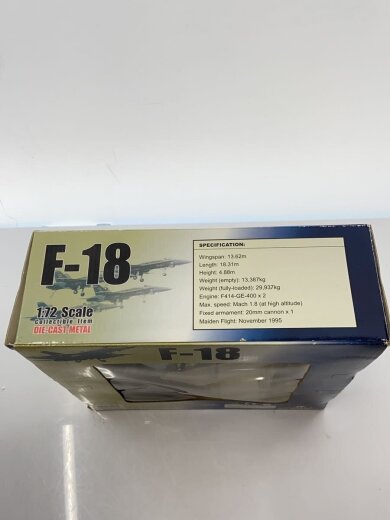 F-18
1:72 Scale
Collectible Item
DIE-CAST METAL
SPECIFICATION:
Wingspan: 13.62m
Length: 18.31m
Height: 4.88m
Weight (empty): 13,387kg
Weight (fully-loaded): 29,937kg
Engine: F414-GE-400 x 2
Max. speed: Mach 1.8 (at high altitude)
Fixed armament: 20mm cannon x 1
Maiden Flight: November 1995
F-18